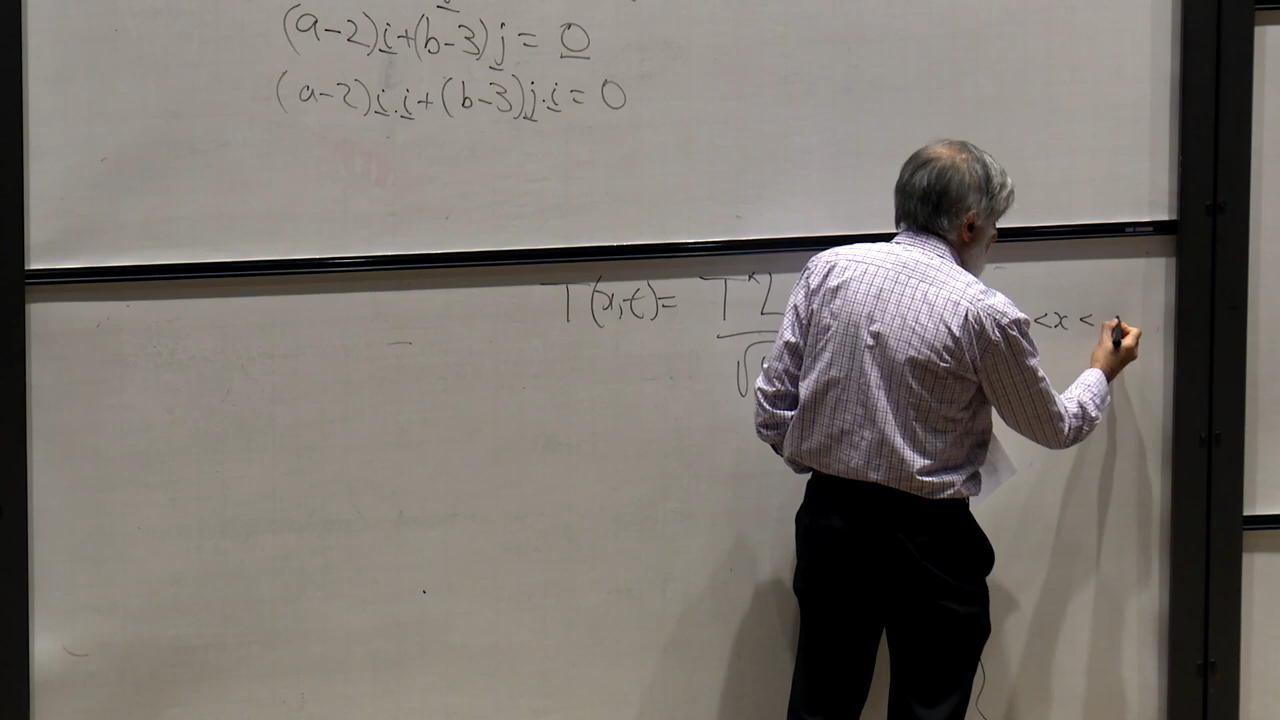 (a-2)i+(b-3)j = 0
(a-2)i.i+(b-3)j.i = 0
T(x,t)= T*L <x<
√